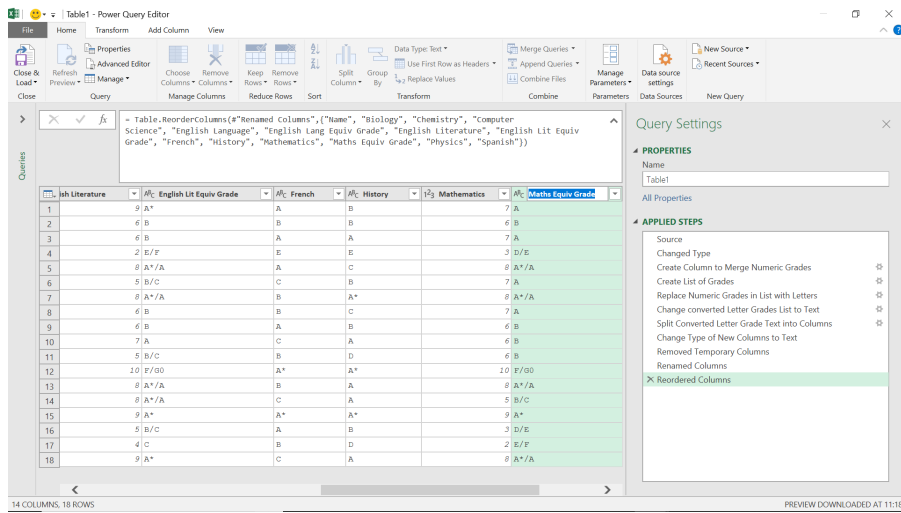 Table1 - Power Query Editor
File Home Transform Add Column View
Close & Load
Refresh Preview
Properties
Advanced Editor
Manage
Choose Columns
Remove Columns
Keep Rows
Remove Rows
Split Column
Group By
Data Type: Text
Use First Row as Headers
Replace Values
Merge Queries
Append Queries
Combine Files
Manage Parameters
Data source settings
New Source
Recent Sources
Close Query Manage Columns Reduce Rows Sort Transform Combine Parameters Data Sources New Query
Queries
fx
= Table.ReorderColumns(#"Renamed Columns",{"Name", "Biology", "Chemistry", "Computer
Science", "English Language", "English Lang Equiv Grade", "English Literature", "English Lit Equiv
Grade", "French", "History", "Mathematics", "Maths Equiv Grade", "Physics", "Spanish"})
ish Literature ABC English Lit Equiv Grade ABC French ABC History 123 Mathematics ABC Maths Equiv Grade
1 9 A* A B 7 A
2 6 B B B 6 B
3 6 B A A 7 A
4 2 E/F E E 3 D/E
5 8 A*/A A C 8 A*/A
6 5 B/C C B 7 A
7 8 A*/A B A* 8 A*/A
8 6 B B C 7 A
9 6 B A B 6 B
10 7 A C A 6 B
11 5 B/C B D 6 B
12 10 F/G0 A* A* 10 F/G0
13 8 A*/A B A 8 A*/A
14 8 A*/A C A 5 B/C
15 9 A* A* A* 9 A*
16 5 B/C B D 3 D/E
17 4 C B D 2 E/F
18 9 A* C A 8 A*/A
Query Settings
PROPERTIES
Name
Table1
All Properties
APPLIED STEPS
Source
Changed Type
Create Column to Merge Numeric Grades
Create List of Grades
Replace Numeric Grades in List with Letters
Change converted Letter Grades List to Text
Split Converted Letter Grade Text into Columns
Change Type of New Columns to Text
Removed Temporary Columns
Renamed Columns
Reordered Columns
14 COLUMNS, 18 ROWS
PREVIEW DOWNLOADED AT 11:18